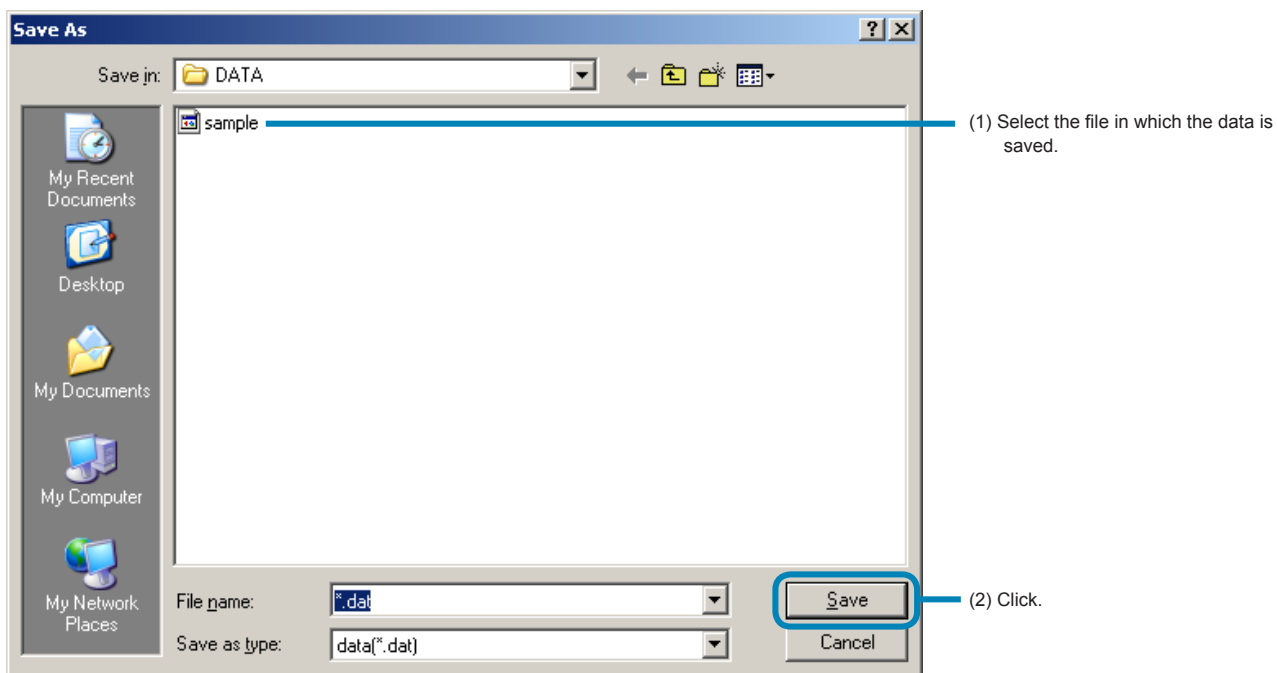 Save As
Save in:
DATA
sample
(1) Select the file in which the data is
saved.
My Recent
Documents
Desktop
My Documents
My Computer
My Network
Places
File name:
*.dat
Save
(2) Click.
Save as type:
data(*.dat)
Cancel